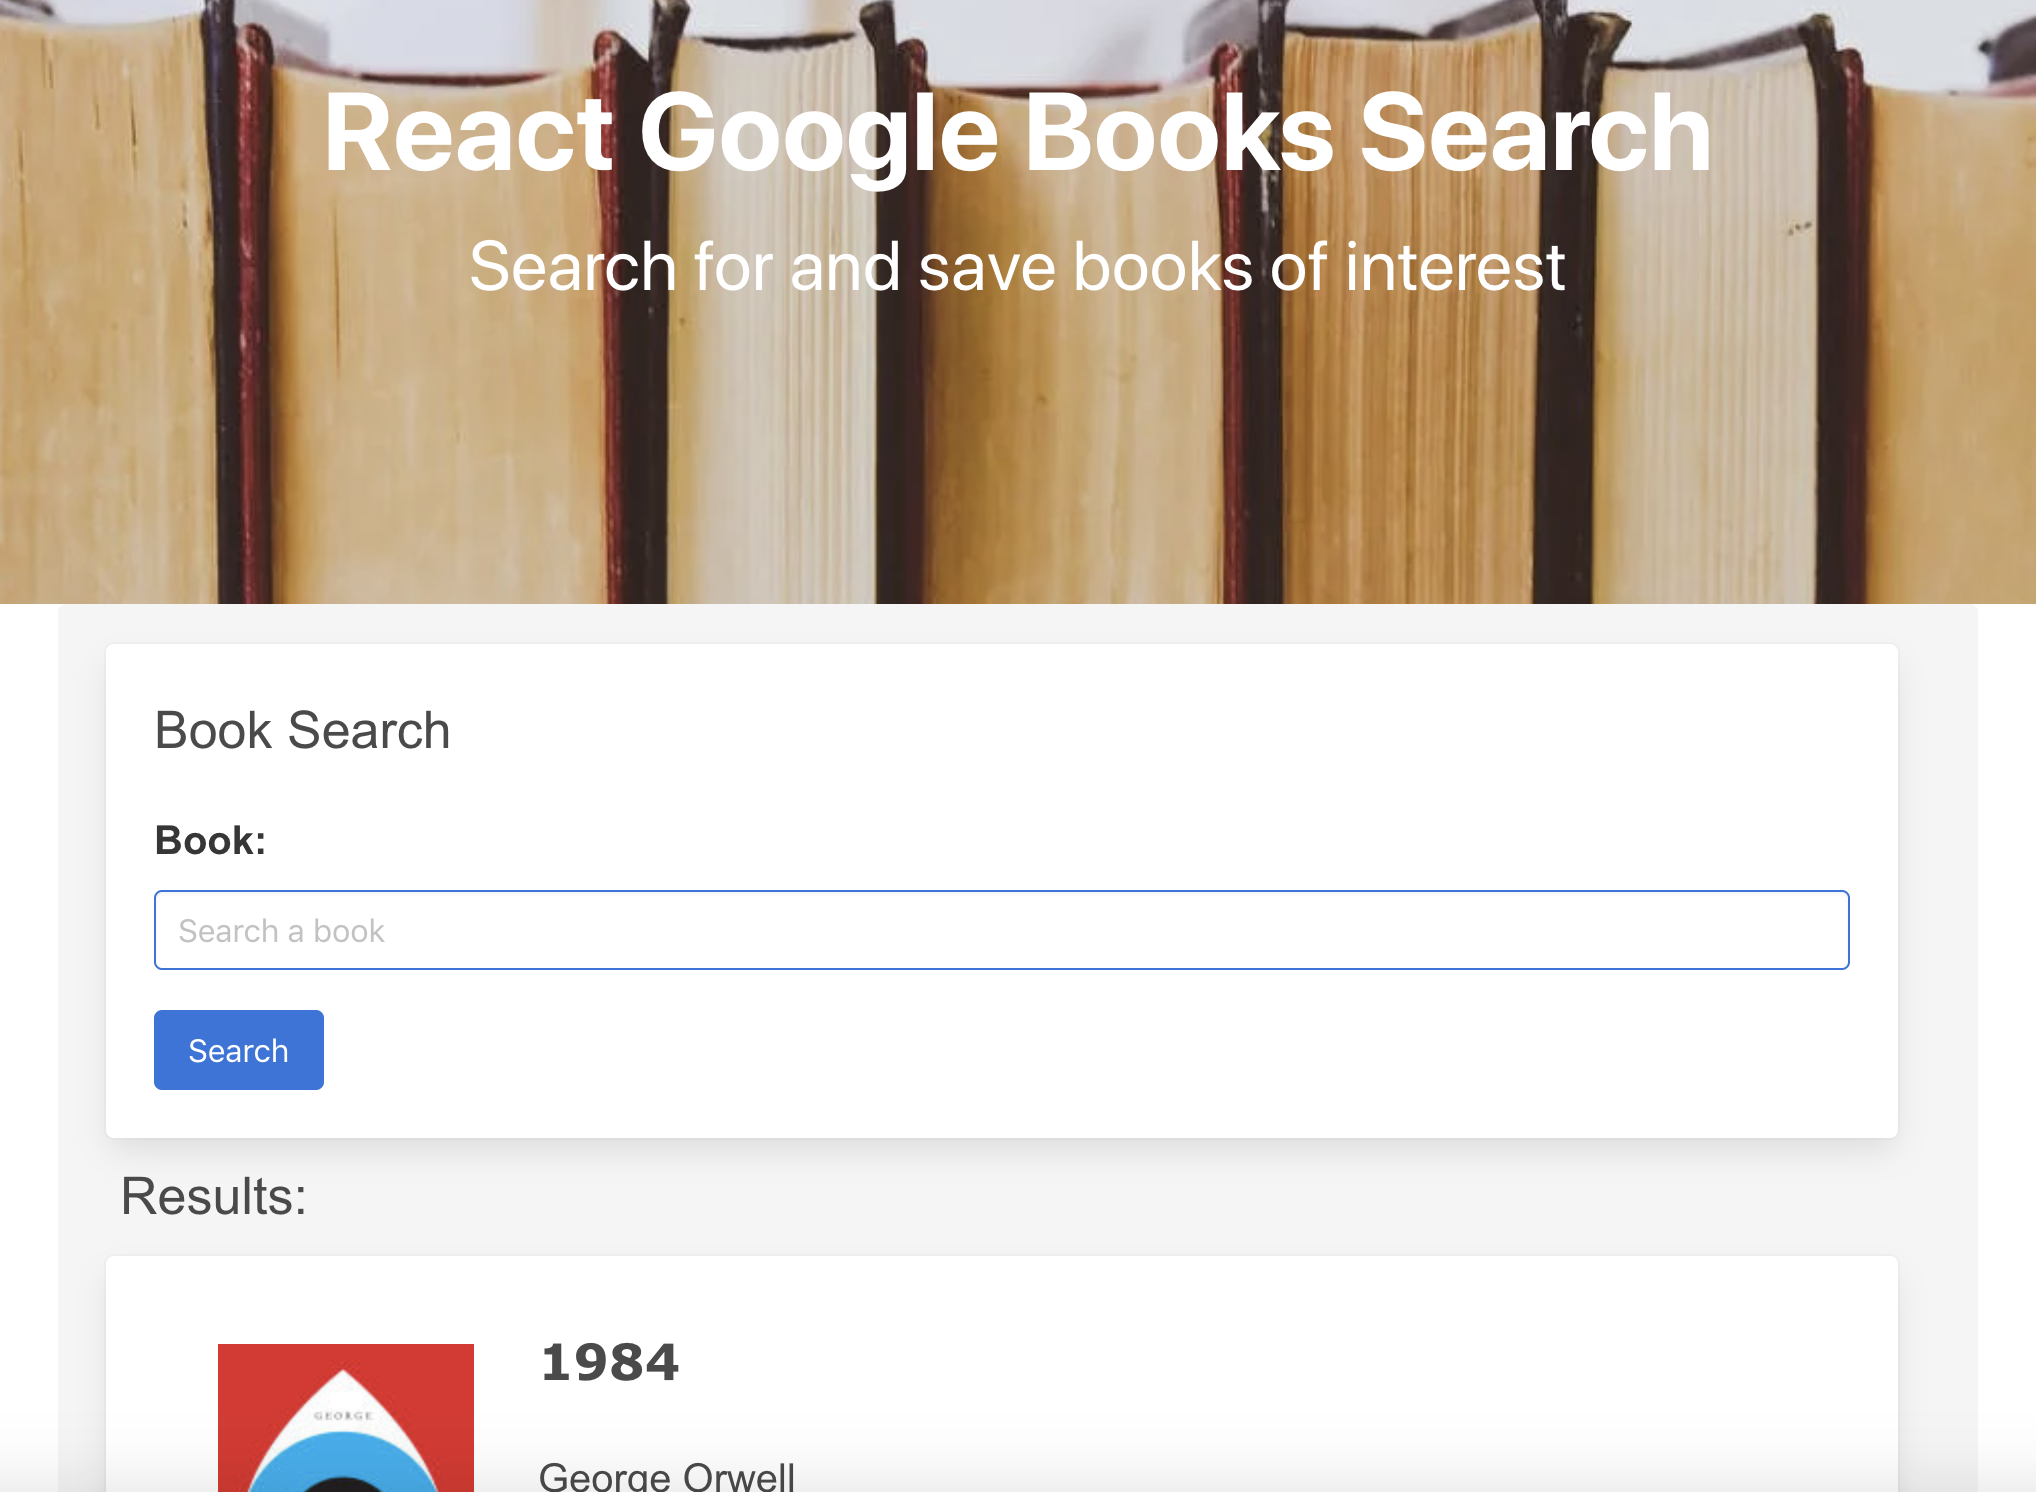 React Google Books Search
Search for and save books of interest
Book Search
Book:
Search a book
Search
Results:
1984
GEORGE
George Orwell